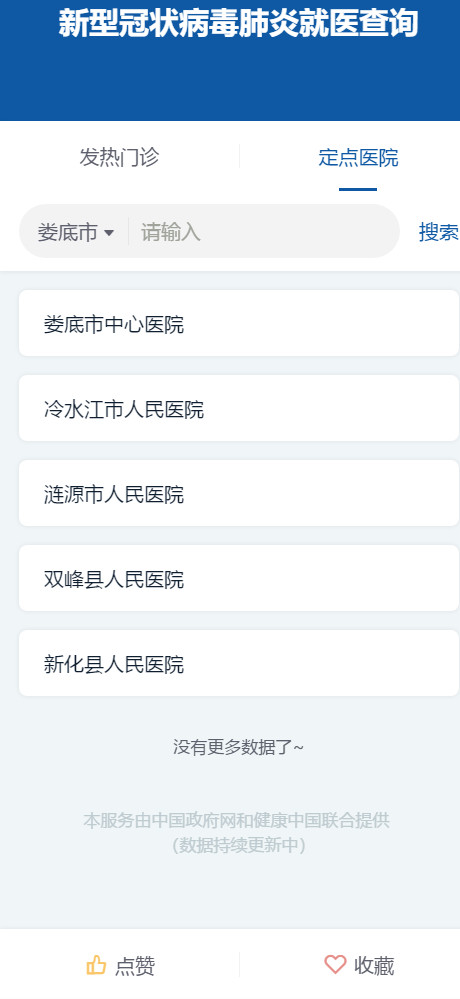 新型冠状病毒肺炎就医查询
发热门诊 定点医院
娄底市 请输入 搜索
娄底市中心医院
冷水江市人民医院
涟源市人民医院
双峰县人民医院
新化县人民医院
没有更多数据了~
本服务由中国政府网和健康中国联合提供
（数据持续更新中）
点赞 收藏